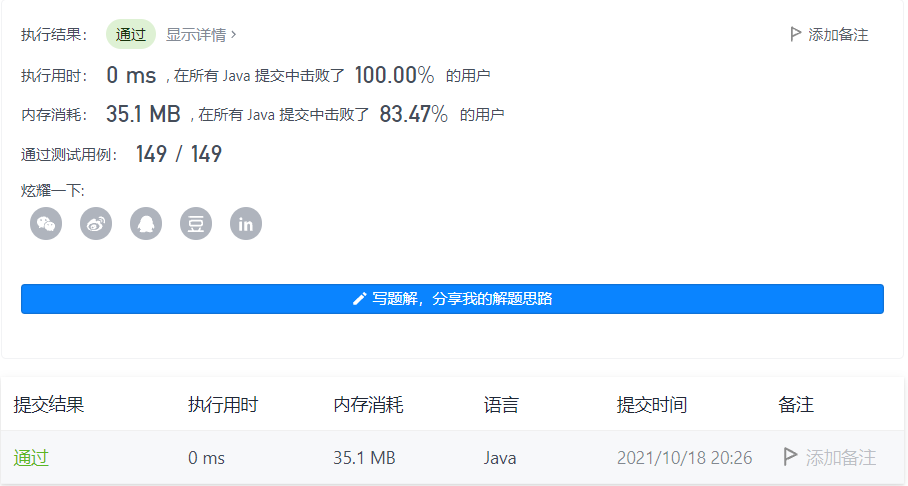 执行结果： 通过 显示详情 › 添加备注
执行用时： 0 ms , 在所有 Java 提交中击败了 100.00% 的用户
内存消耗： 35.1 MB , 在所有 Java 提交中击败了 83.47% 的用户
通过测试用例： 149 / 149
炫耀一下:
豆 in
写题解，分享我的解题思路
提交结果 执行用时 内存消耗 语言 提交时间 备注
通过 0 ms 35.1 MB Java 2021/10/18 20:26 添加备注